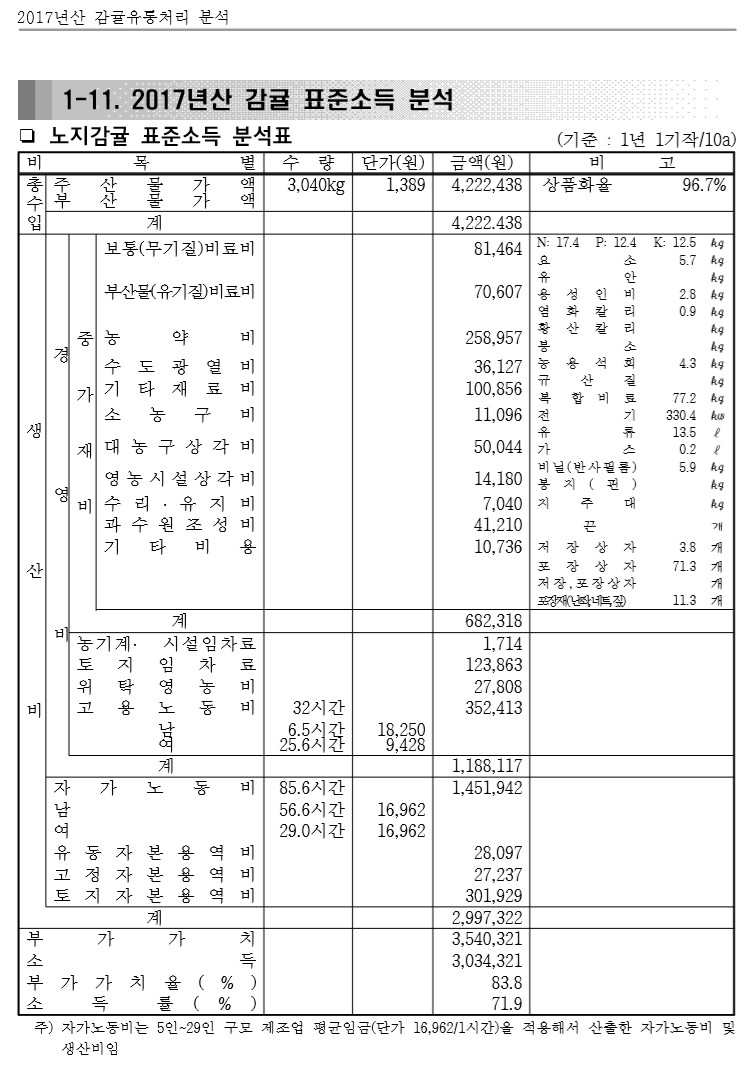 2017년산 감귤유통처리 분석
1-11. 2017년산 감귤 표준소득 분석
❏ 노지감귤 표준소득 분석표 (기준 : 1년 1기작/10a)
비 목 별 수 량 단가(원) 금액(원) 비 고
총수입 주 산 물 가 액 3,040kg 1,389 4,222,438 상품화율 96.7%
부 산 물 가 액
계 4,222.438
생산비 경영비 중간재비 보통(무기질)비료비 81,464 N: 17.4 P: 12.4 K: 12.5 kg
요 소 5.7 kg
유 안 kg
부산물(유기질)비료비 70,607 용 성 인 비 2.8 kg
염 화 칼 리 0.9 kg
황 산 칼 리 kg
농 약 비 258,957 붕 소 kg
수 도 광 열 비 36,127 농 용 석 회 4.3 kg
규 산 질 kg
기 타 재 료 비 100,856 복 합 비 료 77.2 kg
소 농 구 비 11,096 전 기 330.4 kw
유 류 13.5 ℓ
대 농 구 상 각 비 50,044 가 스 0.2 ℓ
비닐(반사필름) 5.9 kg
영 농 시 설 상 각 비 14,180 봉 지 ( 핀 ) kg
수 리 · 유 지 비 7,040 지 주 대 kg
과 수 원 조 성 비 41,210 끈 개
기 타 비 용 10,736 저 장 상 자 3.8 개
포 장 상 자 71.3 개
저장,포장상자 개
포장재(난좌,네트,짚) 11.3 개
계 682,318
농기계· 시설임차료 1,714
토 지 임 차 료 123,863
위 탁 영 농 비 27,808
고 용 노 동 비 32시간 352,413
남 6.5시간 18,250
여 25.6시간 9,428
계 1,188,117
자 가 노 동 비 85.6시간 1,451,942
남 56.6시간 16,962
여 29.0시간 16,962
유 동 자 본 용 역 비 28,097
고 정 자 본 용 역 비 27,237
토 지 자 본 용 역 비 301,929
계 2,997,322
부 가 가 치 3,540,321
소 득 3,034,321
부 가 가 치 율 ( % ) 83.8
소 득 률 ( % ) 71.9
주) 자가노동비는 5인~29인 규모 제조업 평균임금(단가 16,962/1시간)을 적용해서 산출한 자가노동비 및
생산비임